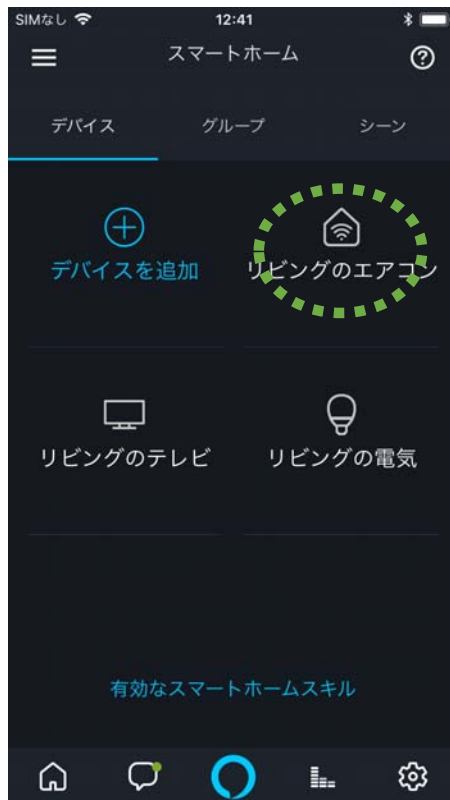 SIMなし 12:41
スマートホーム
デバイス グループ シーン
デバイスを追加 リビングのエアコン
リビングのテレビ リビングの電気
有効なスマートホームスキル